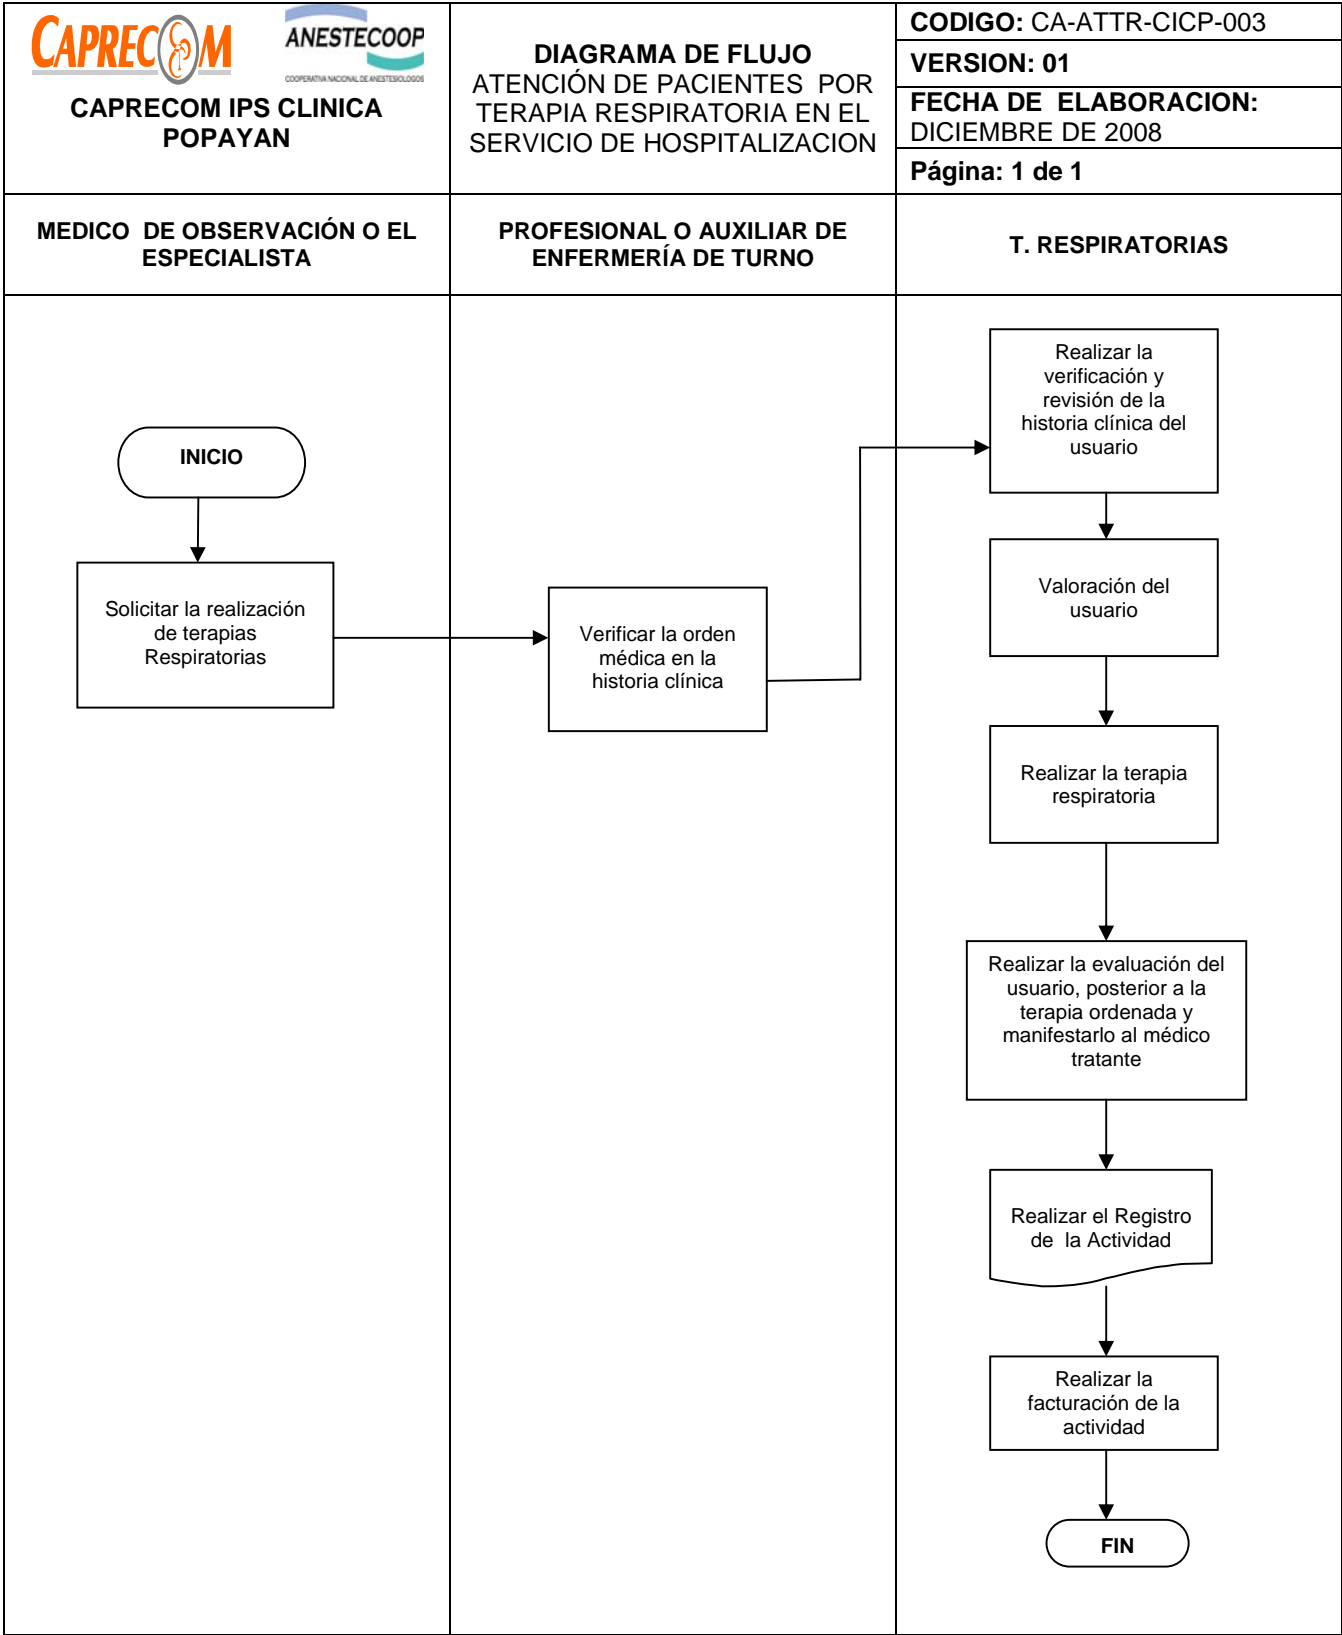 CAPRECOM
ANESTECOOP
COOPERATIVA NACIONAL DE ANESTESIOLOGOS
CAPRECOM IPS CLINICA
POPAYAN
DIAGRAMA DE FLUJO
ATENCIÓN DE PACIENTES POR
TERAPIA RESPIRATORIA EN EL
SERVICIO DE HOSPITALIZACION
CODIGO: CA-ATTR-CICP-003
VERSION: 01
FECHA DE ELABORACION:
DICIEMBRE DE 2008
Página: 1 de 1
MEDICO DE OBSERVACIÓN O EL
ESPECIALISTA
PROFESIONAL O AUXILIAR DE
ENFERMERÍA DE TURNO
T. RESPIRATORIAS
INICIO
Solicitar la realización
de terapias
Respiratorias
Verificar la orden
médica en la
historia clínica
Realizar la
verificación y
revisión de la
historia clínica del
usuario
Valoración del
usuario
Realizar la terapia
respiratoria
Realizar la evaluación del
usuario, posterior a la
terapia ordenada y
manifestarlo al médico
tratante
Realizar el Registro
de la Actividad
Realizar la
facturación de la
actividad
FIN